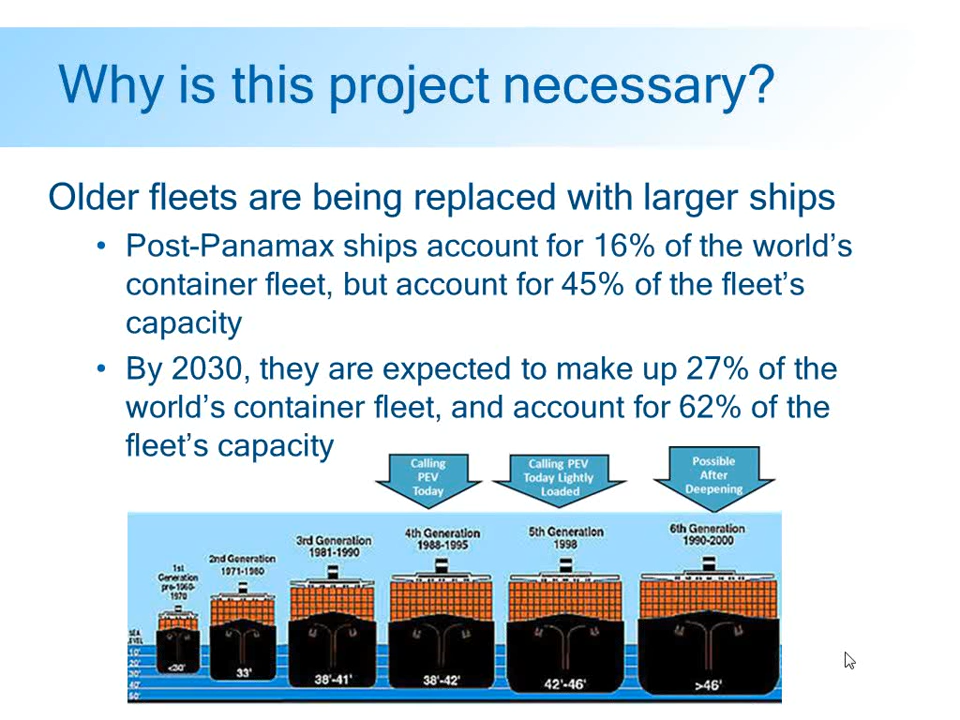 Why is this project necessary?
Older fleets are being replaced with larger ships
• Post-Panamax ships account for 16% of the world's
container fleet, but account for 45% of the fleet's
capacity
• By 2030, they are expected to make up 27% of the
world's container fleet, and account for 62% of the
fleet's capacity
Calling
PEV
Today
Calling PEV
Today Lightly
Loaded
Possible
After
Deepening
1st
Generation
pre-1960-
1970
2nd Generation
1971-1980
3rd Generation
1981-1990
4th Generation
1988-1995
5th Generation
1998
6th Generation
1990-2000
SEA
LEVEL
10'
20'
30'
40'
50'
<30'
33'
38'-41'
38'-42'
42'-46'
>46'